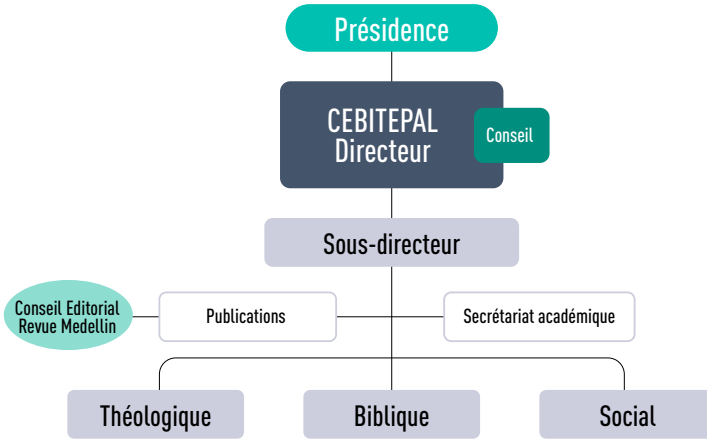 Présidence
CEBITEPAL
Directeur
Conseil
Sous-directeur
Conseil Editorial
Revue Medellin
Publications
Secrétariat académique
Théologique
Biblique
Social